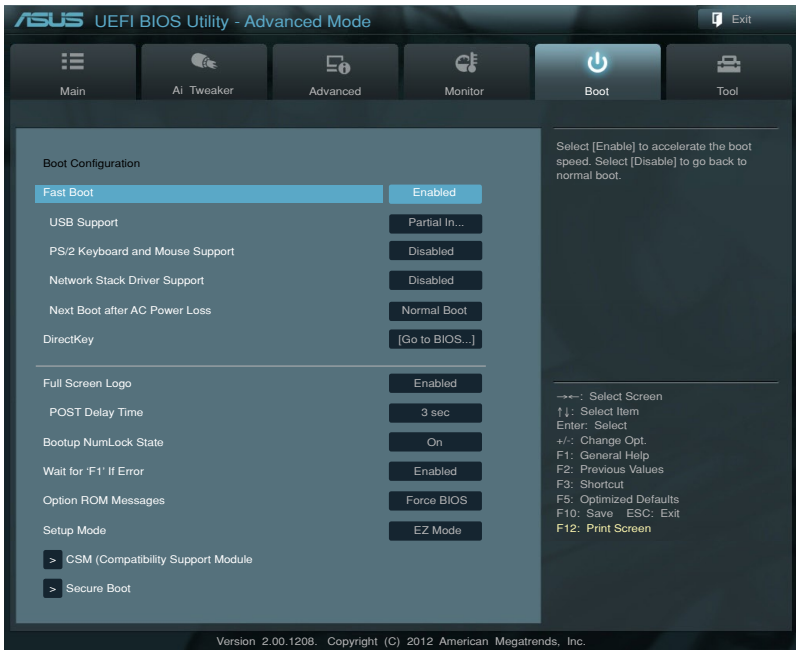 ASUS UEFI BIOS Utility - Advanced Mode
Exit
Main
Ai Tweaker
Advanced
Monitor
Boot
Tool
Boot Configuration
Fast Boot Enabled
USB Support Partial In...
PS/2 Keyboard and Mouse Support Disabled
Network Stack Driver Support Disabled
Next Boot after AC Power Loss Normal Boot
DirectKey [Go to BIOS...]
Full Screen Logo Enabled
POST Delay Time 3 sec
Bootup NumLock State On
Wait for ‘F1’ If Error Enabled
Option ROM Messages Force BIOS
Setup Mode EZ Mode
> CSM (Compatibility Support Module
> Secure Boot
Select [Enable] to accelerate the boot
speed. Select [Disable] to go back to
normal boot.
→←: Select Screen
↑↓: Select Item
Enter: Select
+/-: Change Opt.
F1: General Help
F2: Previous Values
F3: Shortcut
F5: Optimized Defaults
F10: Save ESC: Exit
F12: Print Screen
Version 2.00.1208. Copyright (C) 2012 American Megatrends, Inc.